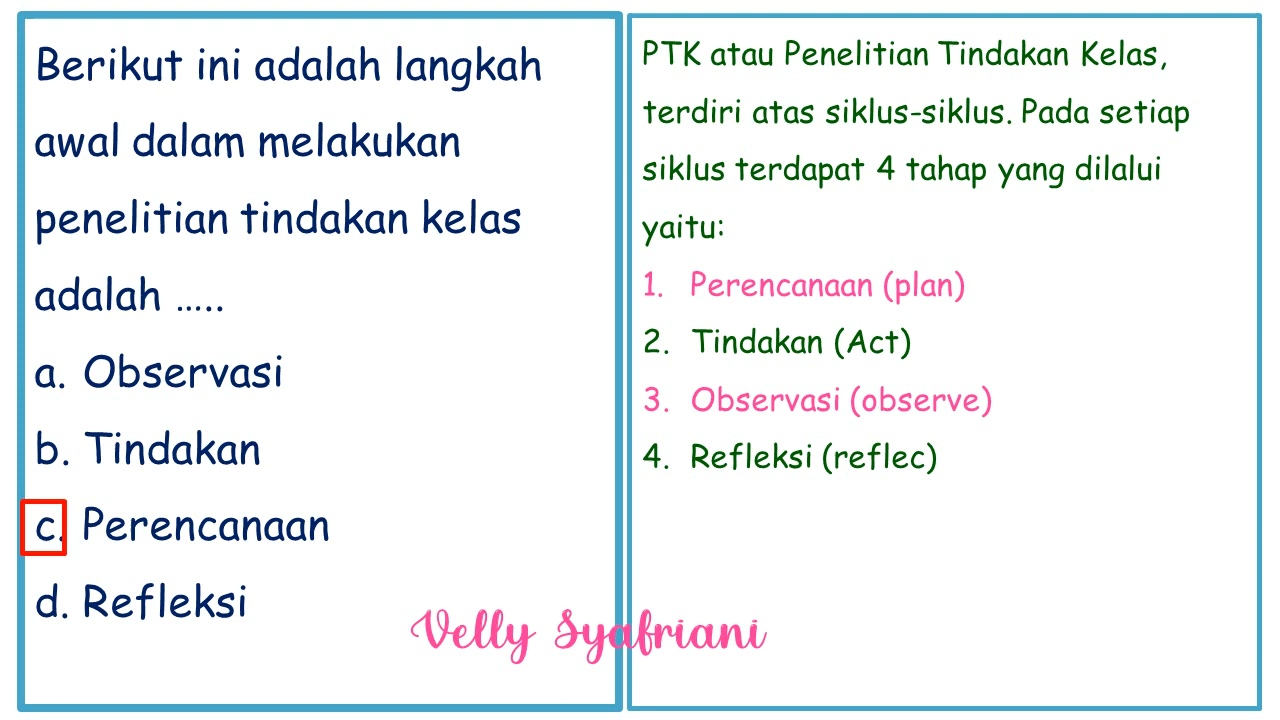 Berikut ini adalah langkah
awal dalam melakukan
penelitian tindakan kelas
adalah …..
a. Observasi
b. Tindakan
c. Perencanaan
d. Refleksi
PTK atau Penelitian Tindakan Kelas,
terdiri atas siklus-siklus. Pada setiap
siklus terdapat 4 tahap yang dilalui
yaitu:
1. Perencanaan (plan)
2. Tindakan (Act)
3. Observasi (observe)
4. Refleksi (reflec)
Velly Syafriani